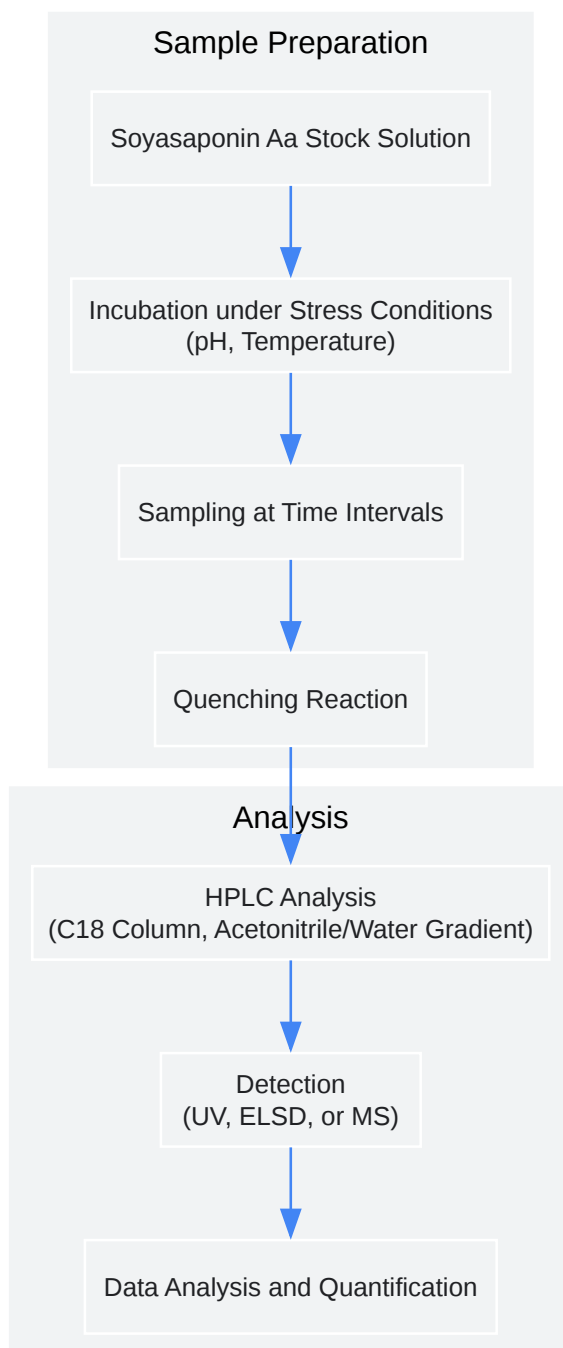 Sample Preparation
Soyasaponin Aa Stock Solution
Incubation under Stress Conditions
(pH, Temperature)
Sampling at Time Intervals
Quenching Reaction
Analysis
HPLC Analysis
(C18 Column, Acetonitrile/Water Gradient)
Detection
(UV, ELSD, or MS)
Data Analysis and Quantification